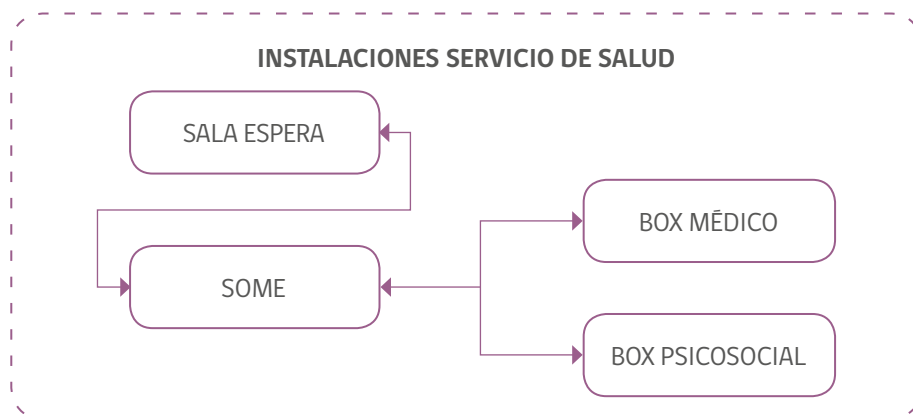 INSTALACIONES SERVICIO DE SALUD
SALA ESPERA
BOX MÉDICO
SOME
BOX PSICOSOCIAL